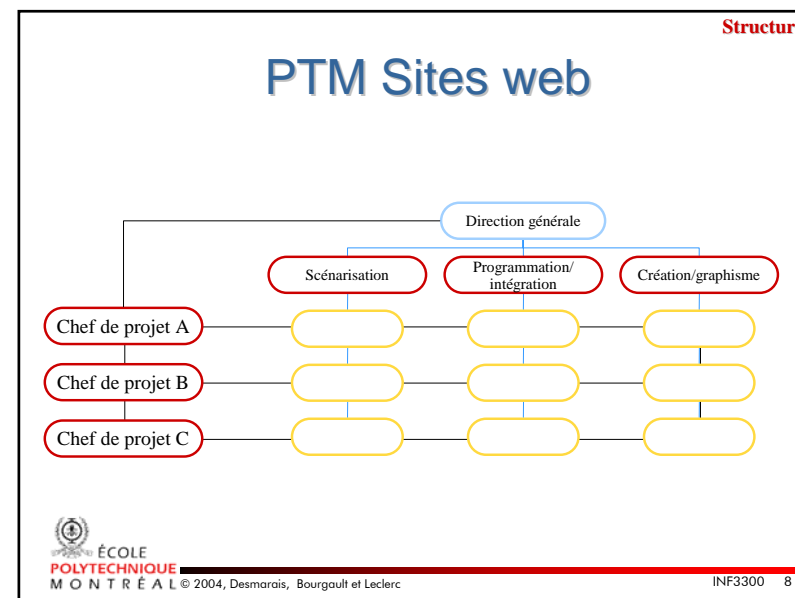 Structur
PTM Sites web
Direction générale
Scénarisation
Programmation/
intégration
Création/graphisme
Chef de projet A
Chef de projet B
Chef de projet C
ÉCOLE
POLYTECHNIQUE
MONTRÉAL © 2004, Desmarais, Bourgault et Leclerc
INF3300 8